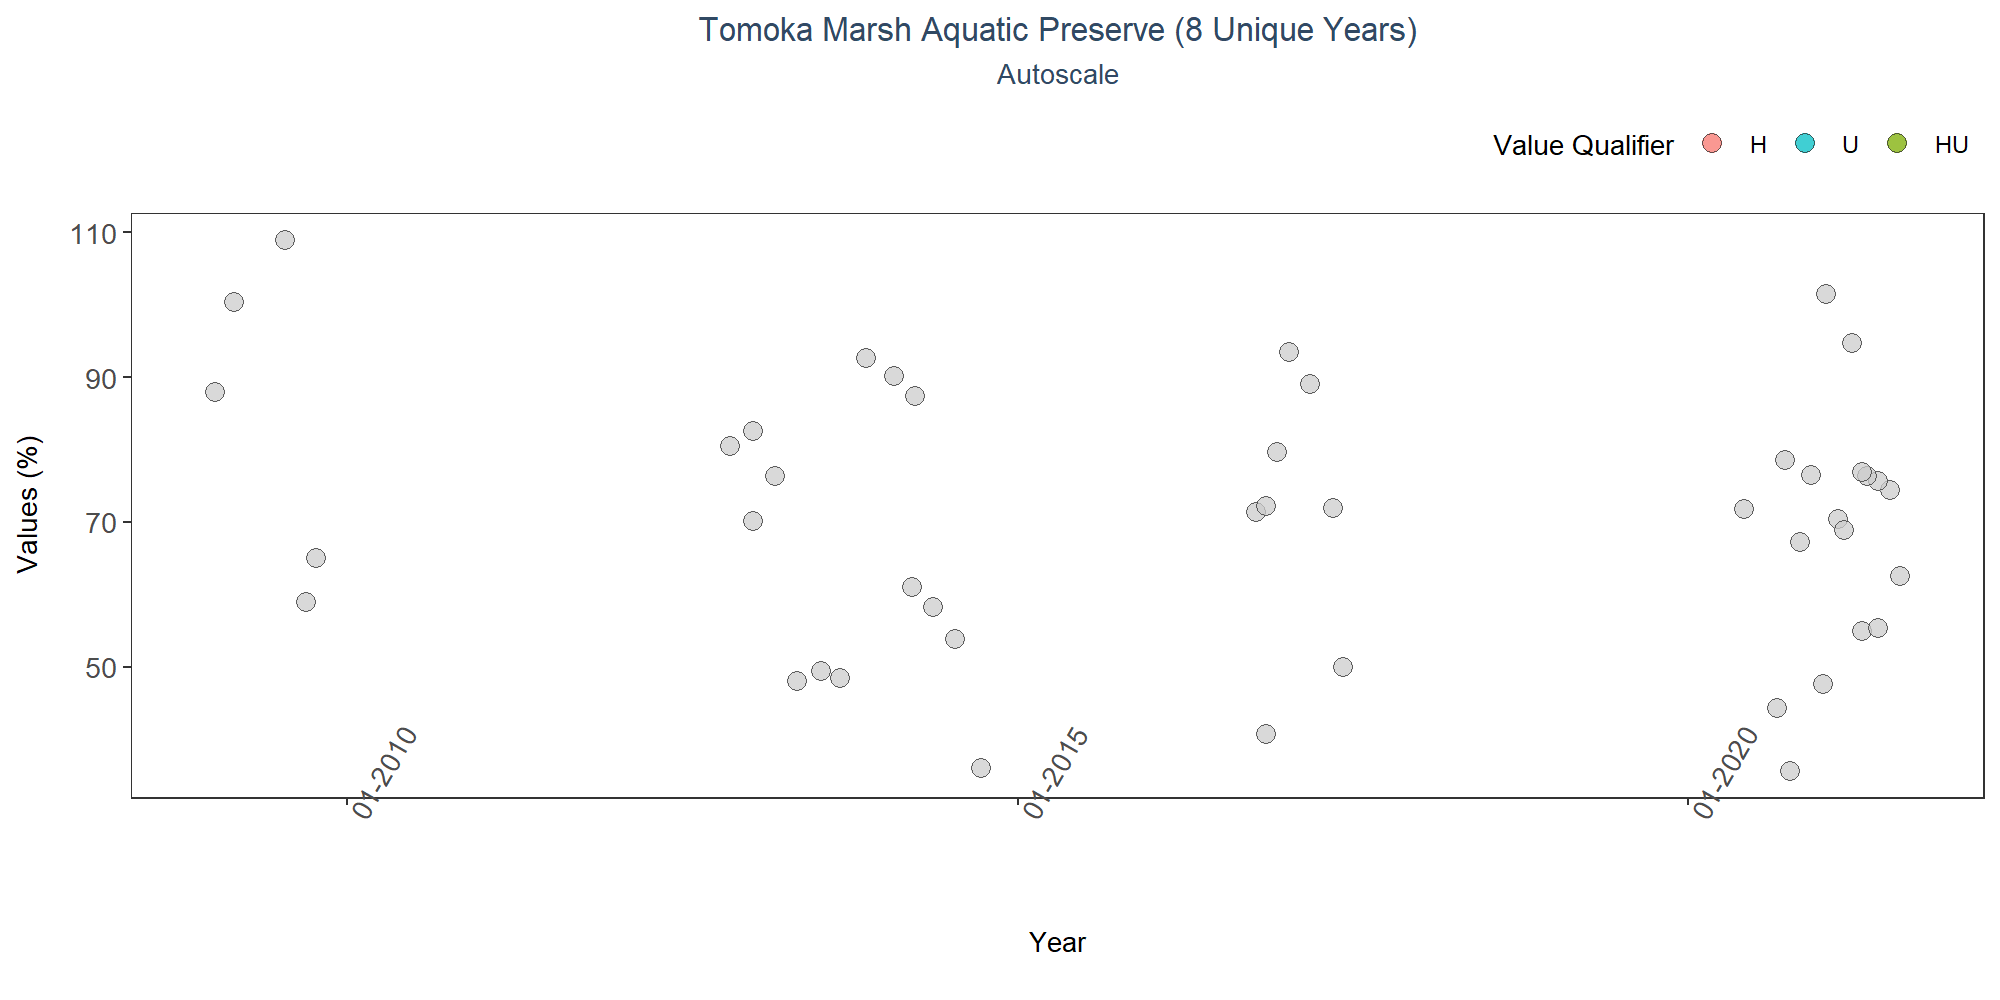 Tomoka Marsh Aquatic Preserve (8 Unique Years)
Autoscale
Value Qualifier H U HU
110
90
70
50
Values (%)
01-2010
01-2015
01-2020
Year